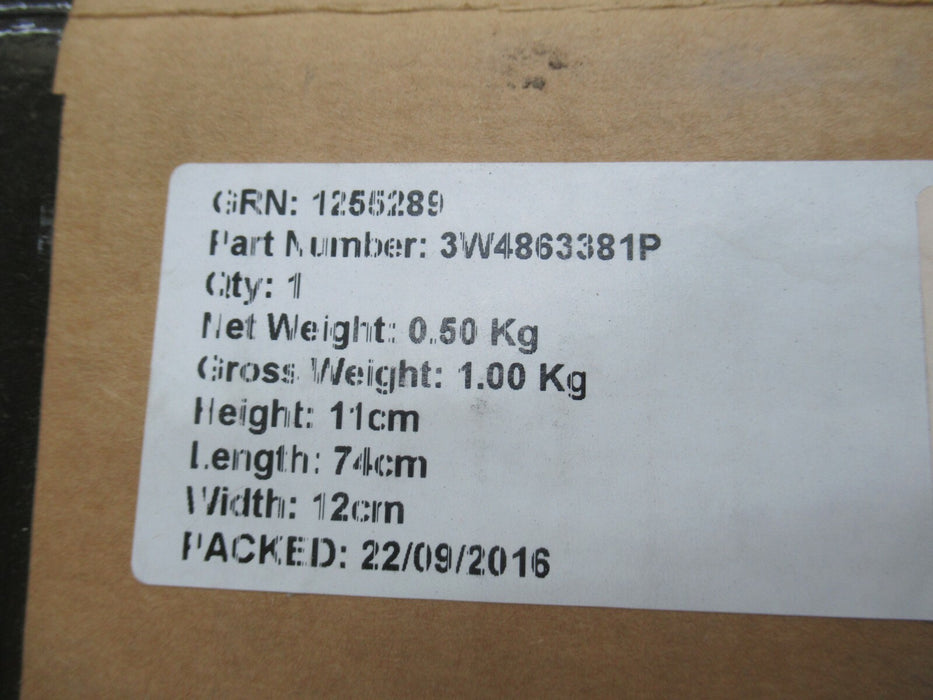 GRN: 1255289
Part Number: 3W4863381P
Qty: 1
Net Weight: 0.50 Kg
Gross Weight: 1.00 Kg
Height: 11cm
Length: 74cm
Width: 12cm
PACKED: 22/09/2016